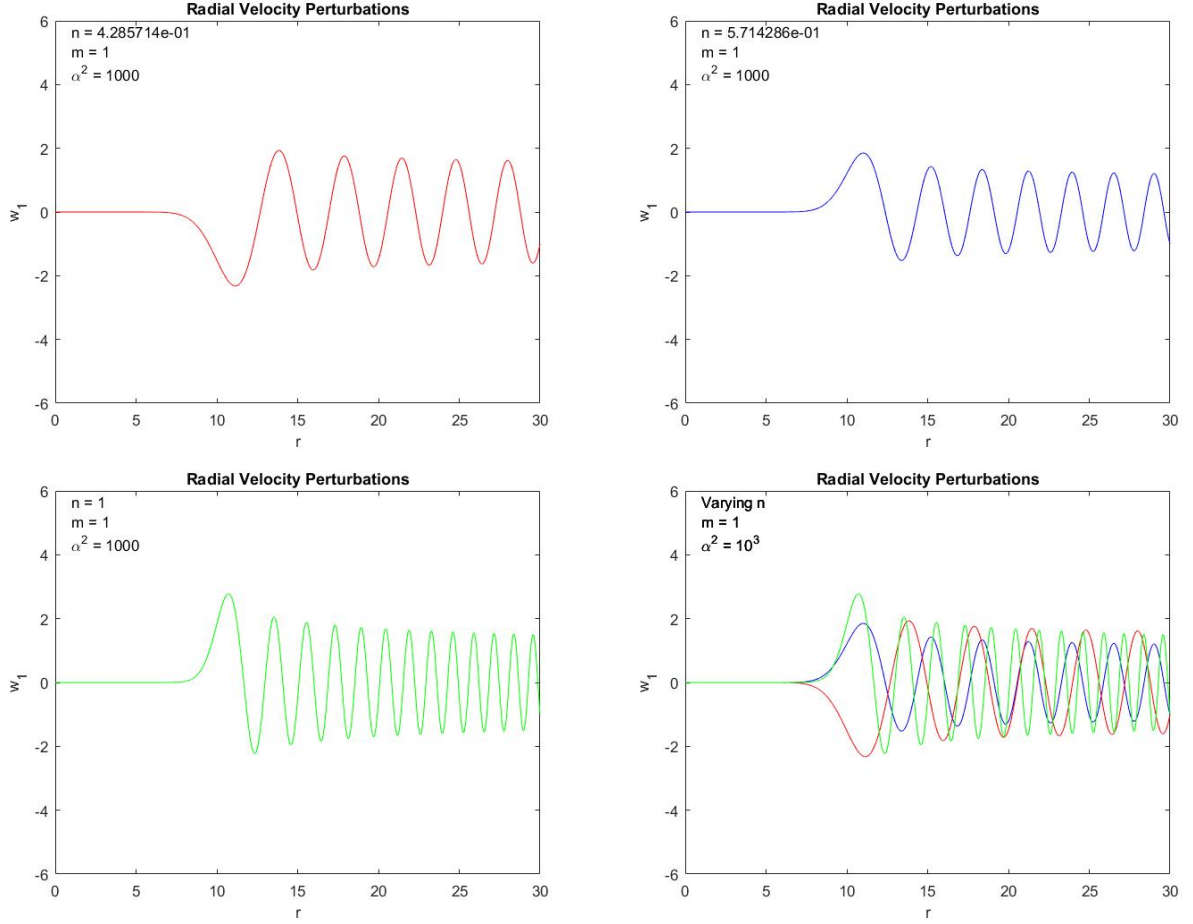 Radial Velocity Perturbations
n = 4.285714e-01
m = 1
α² = 1000
6
4
2
0
-2
-4
-6
w₁
0 5 10 15 20 25 30
r
Radial Velocity Perturbations
n = 5.714286e-01
m = 1
α² = 1000
6
4
2
0
-2
-4
-6
w₁
0 5 10 15 20 25 30
r
Radial Velocity Perturbations
n = 1
m = 1
α² = 1000
6
4
2
0
-2
-4
-6
w₁
0 5 10 15 20 25 30
r
Radial Velocity Perturbations
Varying n
m = 1
α² = 10³
6
4
2
0
-2
-4
-6
w₁
0 5 10 15 20 25 30
r